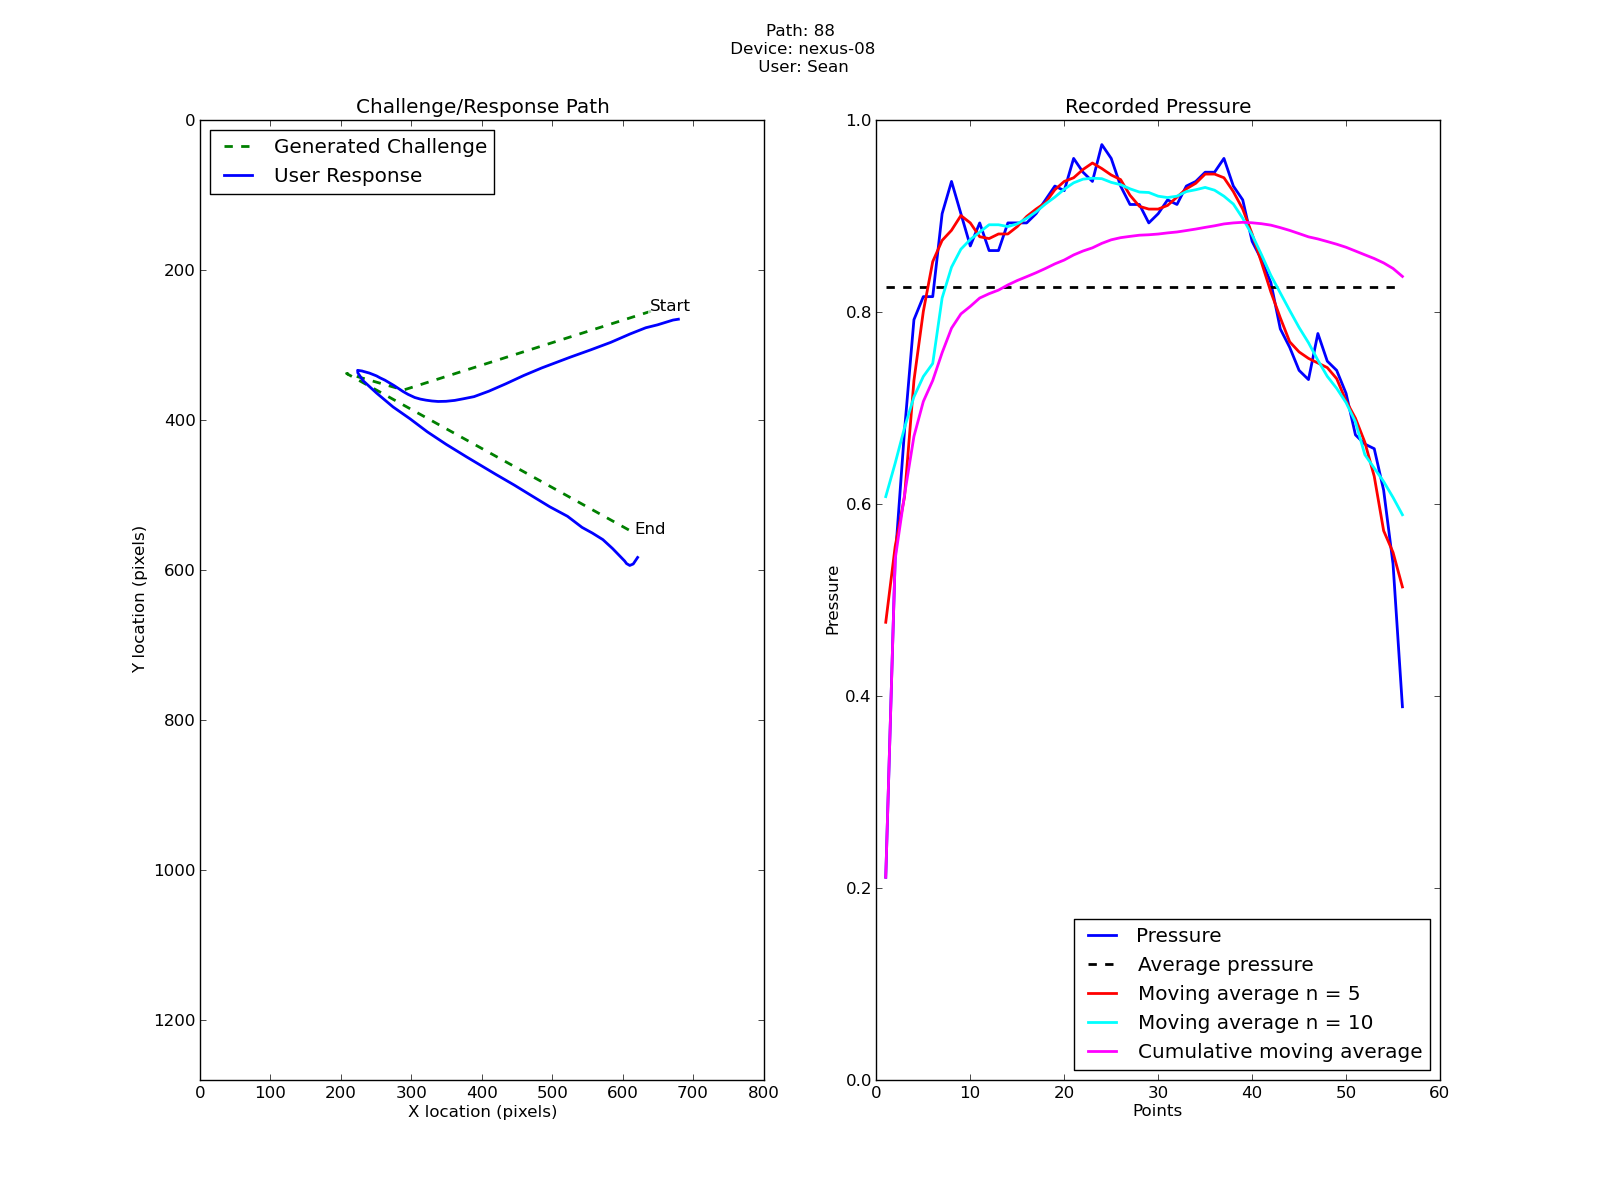 Path: 88
Device: nexus-08
User: Sean
Challenge/Response Path
Generated Challenge
User Response
Start
End
0
200
400
600
800
1000
1200
Y location (pixels)
0 100 200 300 400 500 600 700 800
X location (pixels)
Recorded Pressure
1.0
0.8
0.6
0.4
0.2
0.0
Pressure
Pressure
Average pressure
Moving average n = 5
Moving average n = 10
Cumulative moving average
0 10 20 30 40 50 60
Points